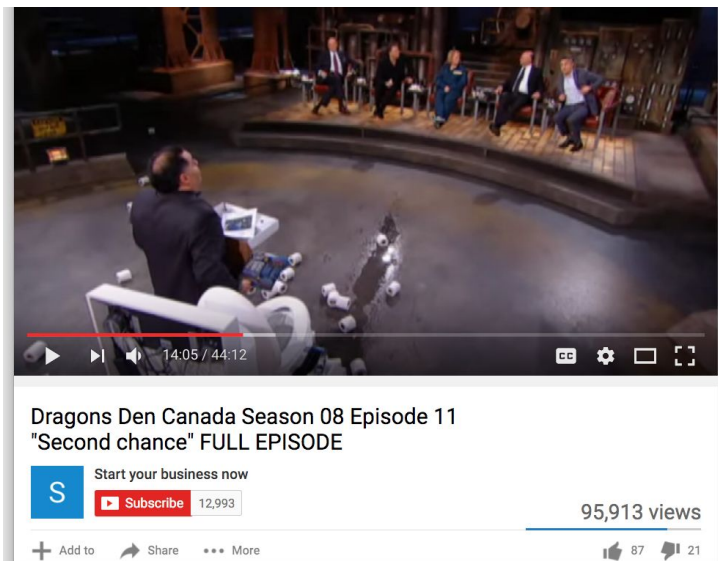 14:05 / 44:12
CC
Dragons Den Canada Season 08 Episode 11
"Second chance" FULL EPISODE
S
Start your business now
Subscribe 12,993
95,913 views
Add to Share More
87 21